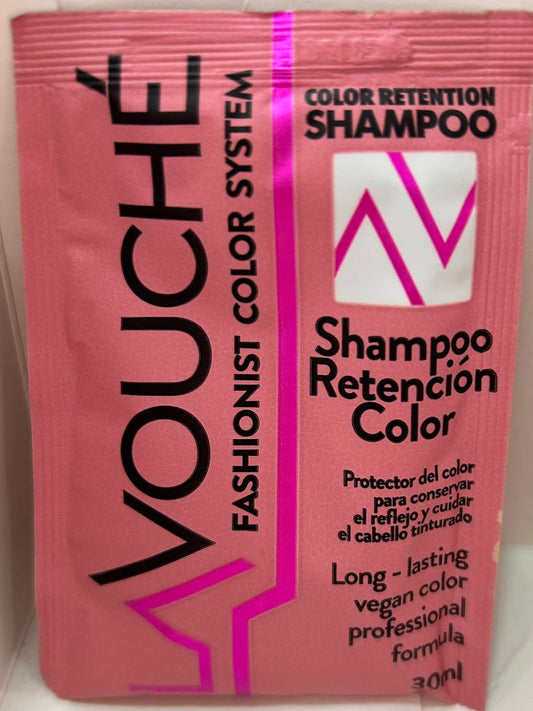 LAVOUCHÉ
FASHIONIST COLOR SYSTEM
COLOR RETENTION
SHAMPOO
Shampoo
Retención
Color
Protector del color
para conservar
el reflejo y cuidar
el cabello tinturado
Long - lasting
vegan color
professional
formula
30ml